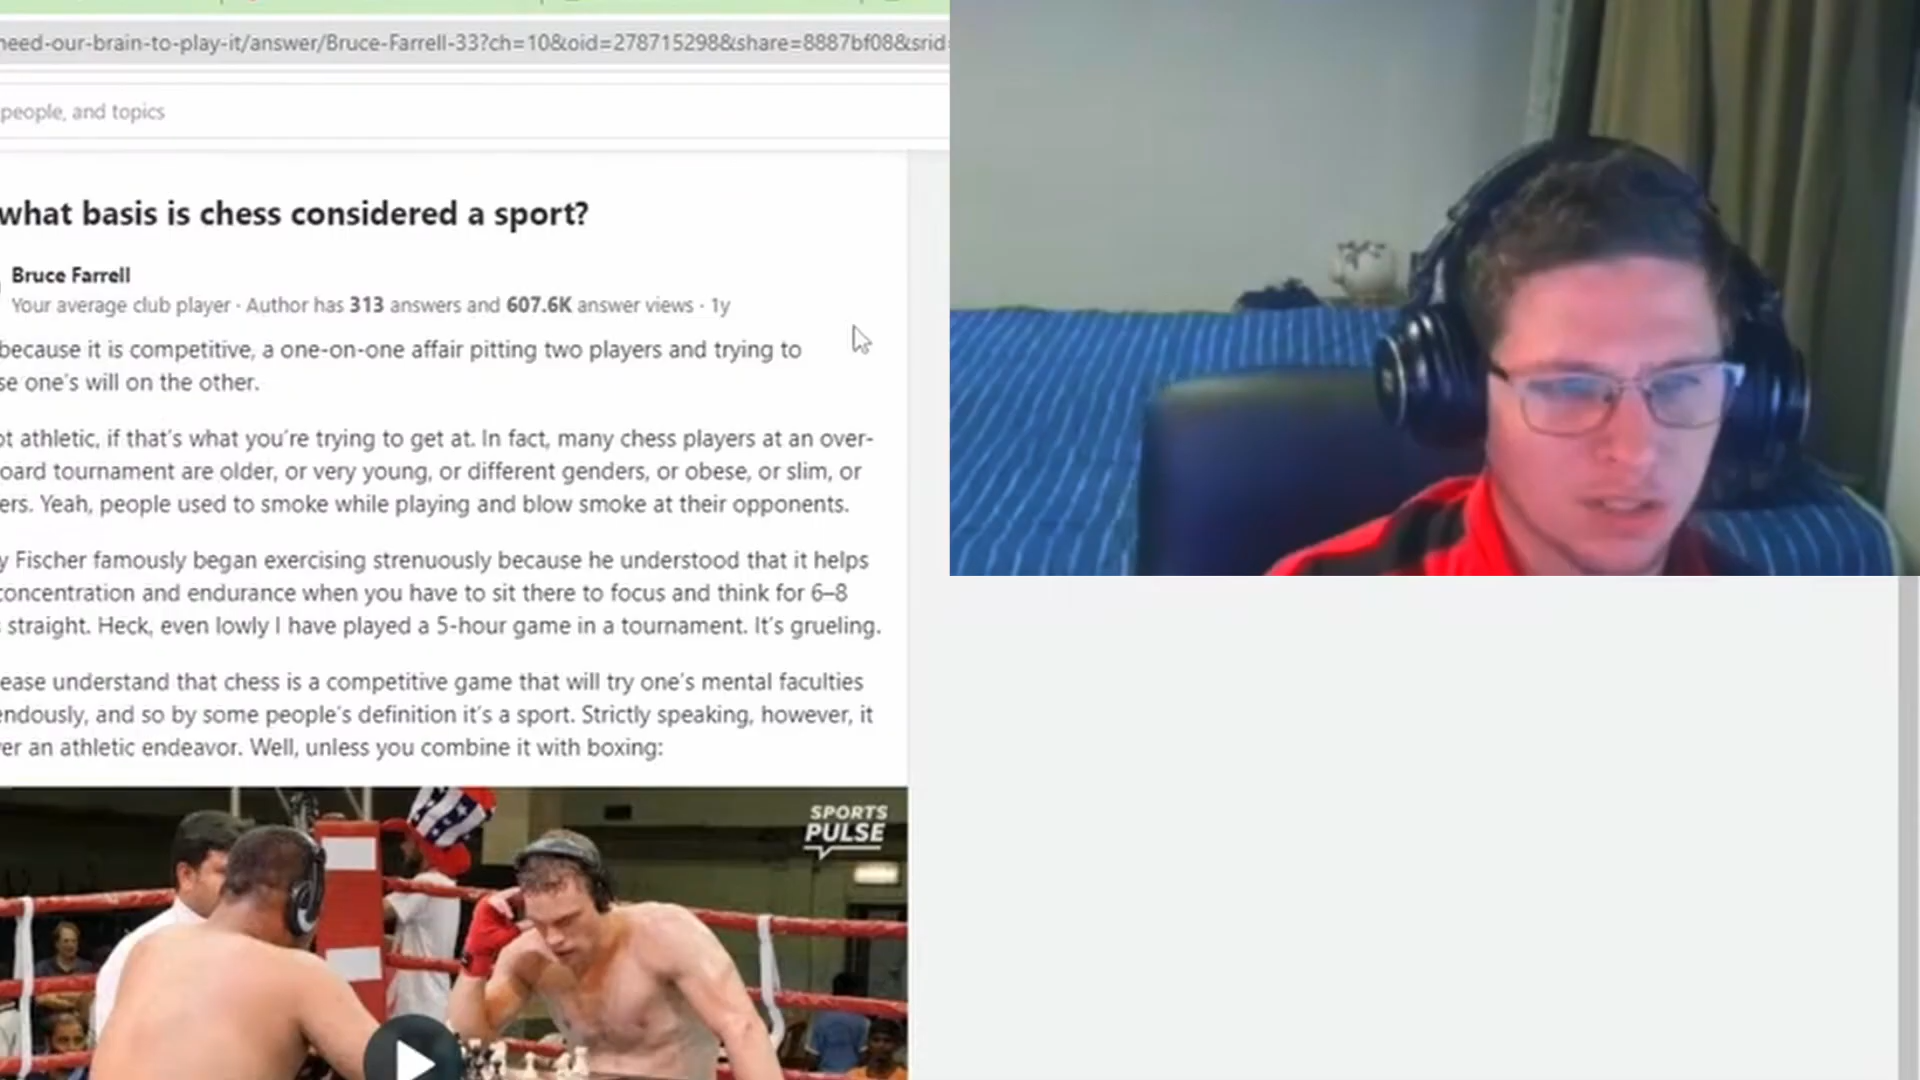 need-our-brain-to-play-it/answer/Bruce-Farrell-33?ch=10&oid=278715298&share=8887bf08&srid=
people, and topics
what basis is chess considered a sport?
Bruce Farrell
Your average club player · Author has 313 answers and 607.6K answer views · 1y
because it is competitive, a one-on-one affair pitting two players and trying to
se one's will on the other.
ot athletic, if that's what you're trying to get at. In fact, many chess players at an over-
oard tournament are older, or very young, or different genders, or obese, or slim, or
ers. Yeah, people used to smoke while playing and blow smoke at their opponents.
y Fischer famously began exercising strenuously because he understood that it helps
concentration and endurance when you have to sit there to focus and think for 6–8
s straight. Heck, even lowly I have played a 5-hour game in a tournament. It's grueling.
ease understand that chess is a competitive game that will try one's mental faculties
endously, and so by some people's definition it's a sport. Strictly speaking, however, it
ver an athletic endeavor. Well, unless you combine it with boxing:
SPORTS
PULSE